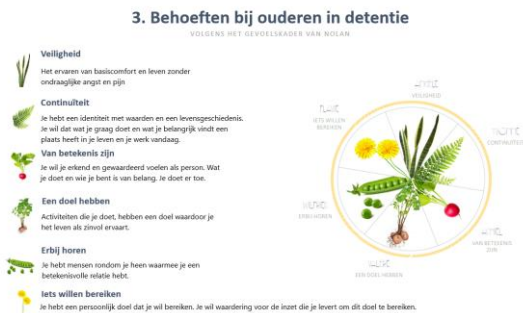 3. Behoeften bij ouderen in detentie
VOLGENS HET GEVOELSKADER VAN NOLAN
Veiligheid
Het ervaren van basiscomfort en leven zonder
ondraaglijke angst en pijn
Continuïteit
Je hebt een identiteit met waarden en een levensgeschiedenis.
Je wil dat wat je graag doet en wat je belangrijk vindt een
plaats heeft in je leven en je werk vandaag.
Van betekenis zijn
Je wil je erkend en gewaardeerd voelen als persoon. Wat
je doet en wie je bent is van belang. Je doet er toe.
Een doel hebben
Activiteiten die je doet, hebben een doel waardoor je
het leven als zinvol ervaart.
Erbij horen
Je hebt mensen rondom je heen waarmee je een
betekenisvolle relatie hebt.
Iets willen bereiken
Je hebt een persoonlijk doel dat je wil bereiken. Je wil waardering voor de inzet die je levert om dit doel te bereiken.
VEILIGHEID
IETS WILLEN
BEREIKEN
CONTINUÏTEIT
ERBIJ HOREN
VAN BETEKENIS
ZIJN
EEN DOEL HEBBEN